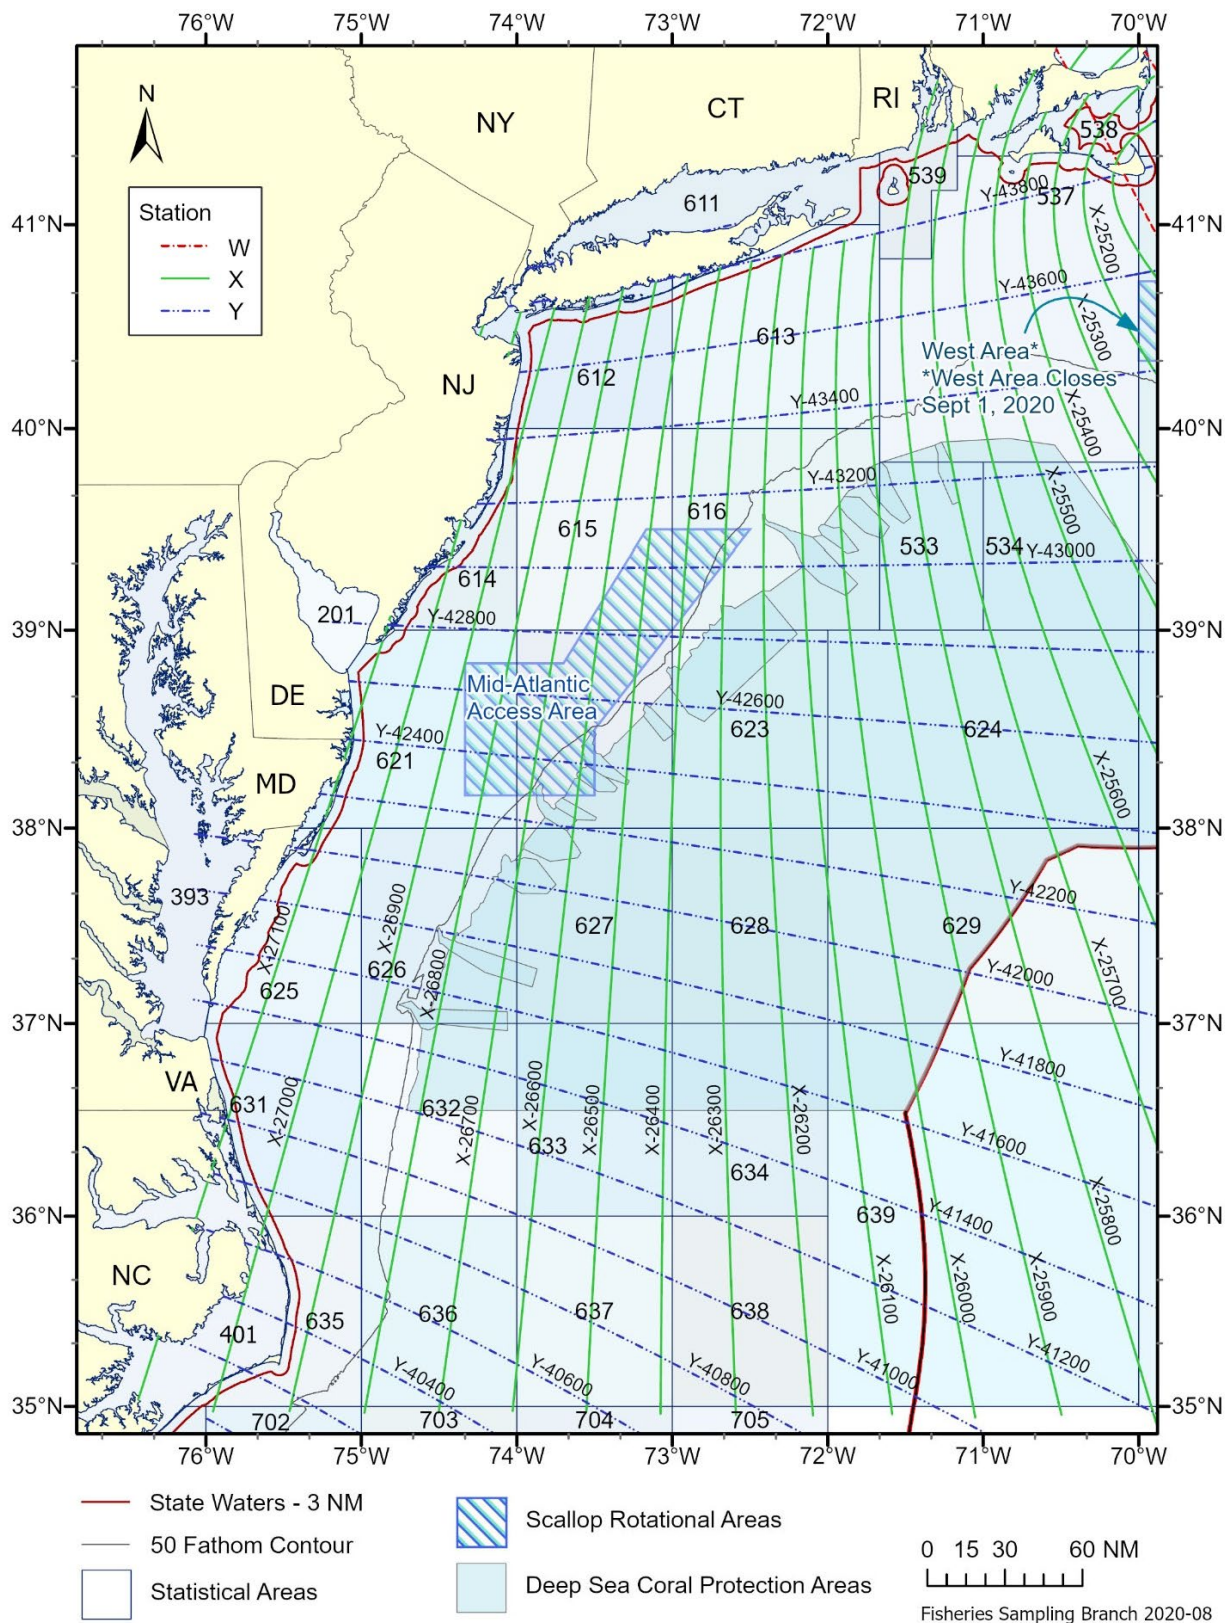 76°W 75°W 74°W 73°W 72°W 71°W 70°W
N
NY
CT
RI
538
539
Y-43800
537
Station
W
X
Y
611
41°N
41°N
X-25200
Y-43600
X-25300
613
West Area*
*West Area Closes
Sept 1, 2020
612
NJ
Y-43400
X-25400
40°N
40°N
Y-43200
X-25500
616
615
533
534
Y-43000
614
201
Y-42800
39°N
39°N
DE
Mid-Atlantic
Access Area
Y-42600
623
624
Y-42400
621
MD
X-25600
38°N
38°N
393
Y-42200
X-27100
X-26900
627
628
629
626
X-26800
Y-42000
X-25700
625
37°N
37°N
VA
Y-41800
631
X-27000
632
X-26700
X-26600
633
X-26500
X-26400
X-26300
X-26200
Y-41600
634
X-25800
36°N
36°N
639
Y-41400
NC
X-26100
X-26000
X-25900
401
635
636
637
638
Y-40400
Y-40600
Y-40800
Y-41000
Y-41200
35°N
35°N
702
703
704
705
76°W 75°W 74°W 73°W 72°W 71°W 70°W
State Waters - 3 NM
50 Fathom Contour
Statistical Areas
Scallop Rotational Areas
Deep Sea Coral Protection Areas
0 15 30 60 NM
Fisheries Sampling Branch 2020-08